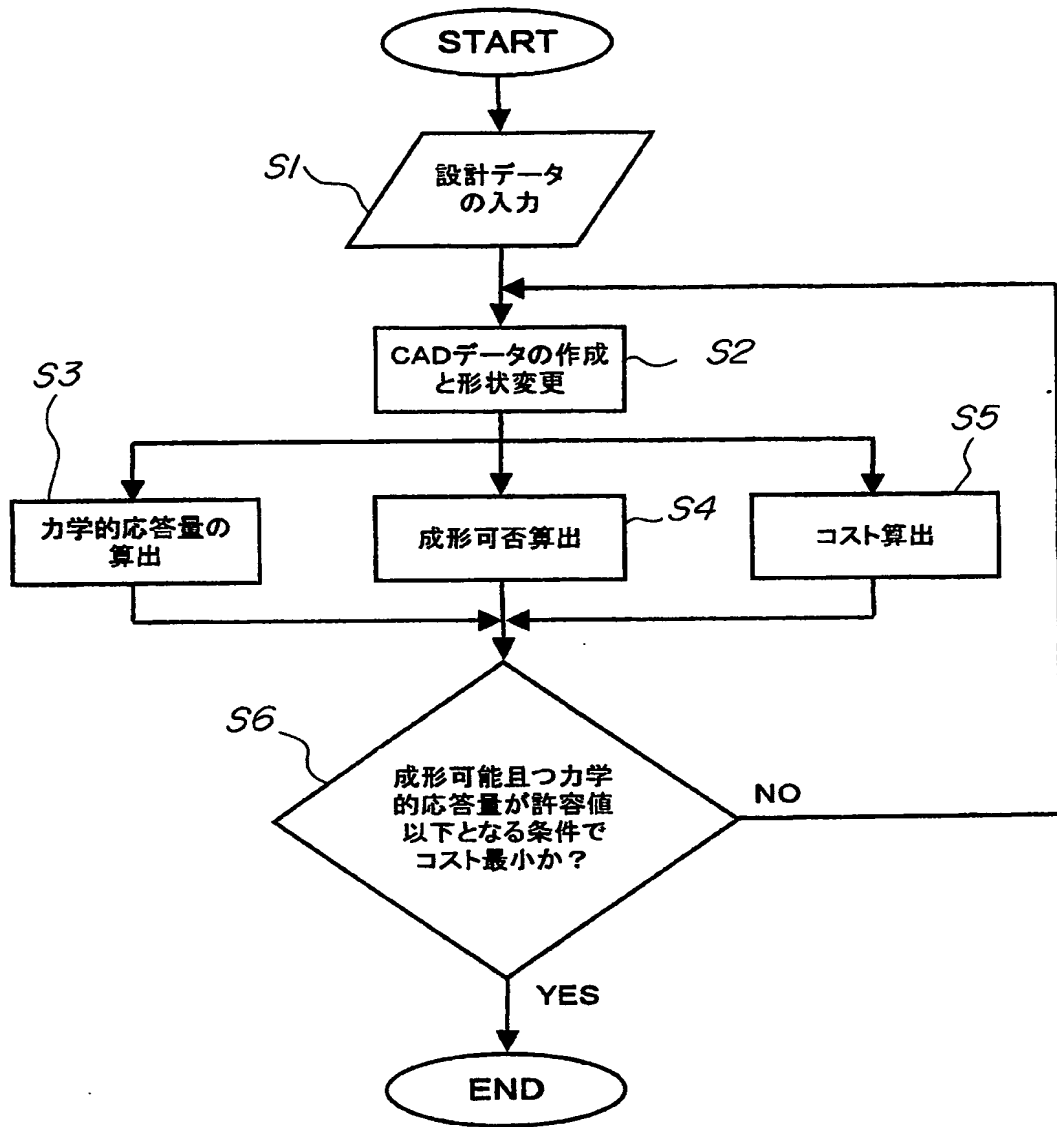 START
S1
設計データ
の入力
CADデータの作成
と形状変更
S2
S3
力学的応答量の
算出
成形可否算出
S4
S5
コスト算出
S6
成形可能且つ力学
的応答量が許容値
以下となる条件で
コスト最小か？
NO
YES
END